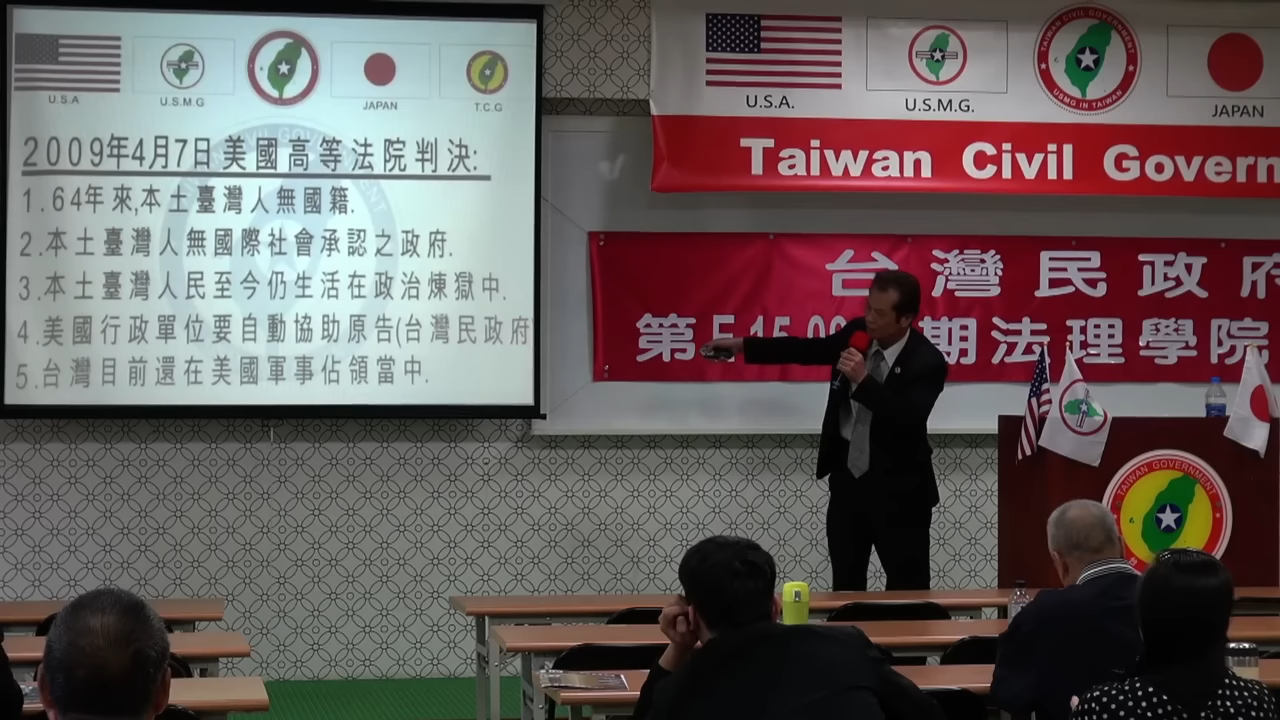 U.S.A
U.S.M.G
JAPAN
T.C.G
2009年4月7日美國高等法院判決:
1.64年來,本土臺灣人無國籍.
2.本土臺灣人無國際社會承認之政府.
3.本土臺灣人民至今仍生活在政治煉獄中.
4.美國行政單位要自動協助原告(台灣民政府
5.台灣目前還在美國軍事佔領當中.
U.S.A.
U.S.M.G.
TAIWAN CIVIL GOVERNMENT
USMG IN TAIWAN
JAPAN
Taiwan Civil Govern
台灣民政府
第
期法理學院
TAIWAN GOVERNMENT